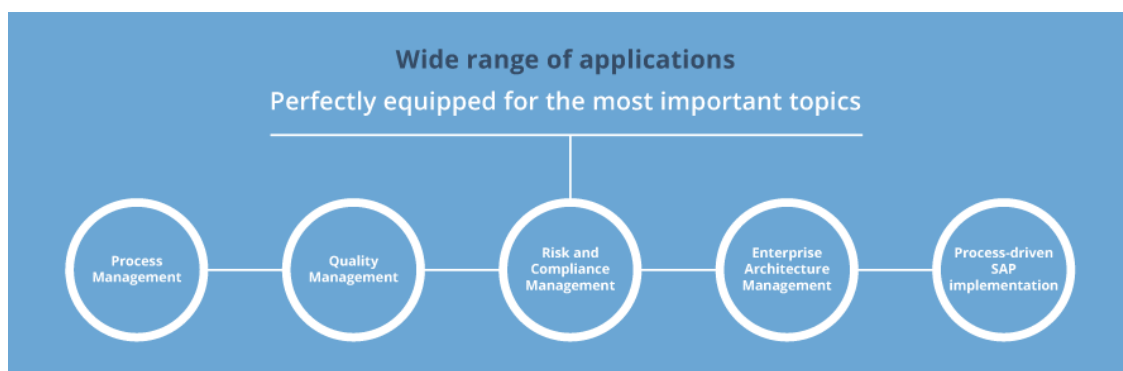 Wide range of applications
Perfectly equipped for the most important topics
Process
Management
Quality
Management
Risk and
Compliance
Management
Enterprise
Architecture
Management
Process-driven
SAP
implementation